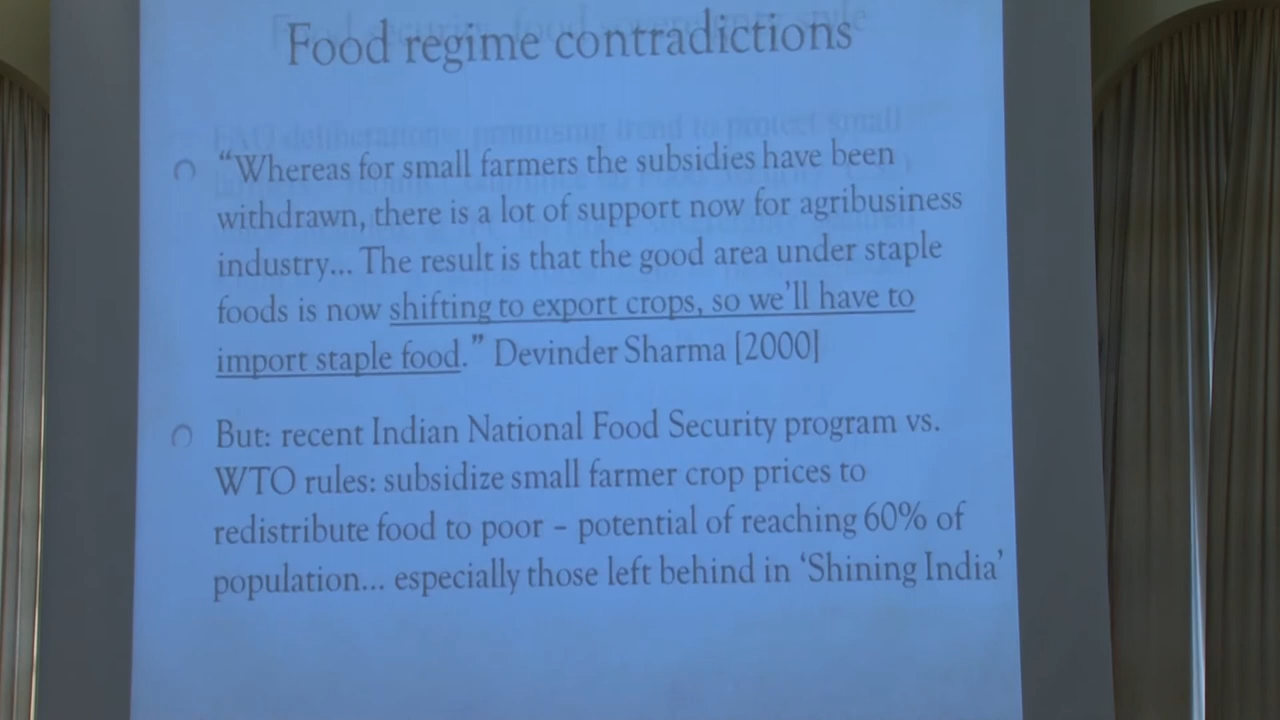 Food regime contradictions
“Whereas for small farmers the subsidies have been
withdrawn, there is a lot of support now for agribusiness
industry... The result is that the good area under staple
foods is now shifting to export crops, so we’ll have to
import staple food.” Devinder Sharma [2000]
But: recent Indian National Food Security program vs.
WTO rules: subsidize small farmer crop prices to
redistribute food to poor – potential of reaching 60% of
population... especially those left behind in ‘Shining India’